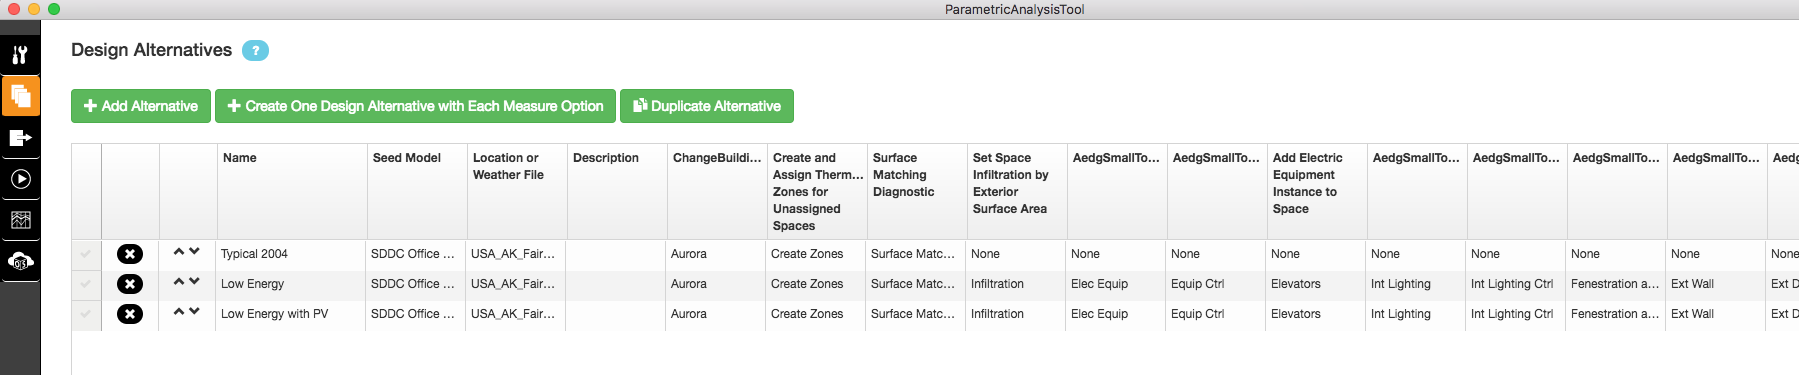 ParametricAnalysisTool
Design Alternatives ?
Add Alternative Create One Design Alternative with Each Measure Option Duplicate Alternative
Name Seed Model Location or Description ChangeBuildi... Create and Surface Set Space AedgSmallTo... AedgSmallTo... Add Electric AedgSmallTo... AedgSmallTo... AedgSmallTo... AedgSmallTo... Aedg
Weather File Assign Therm... Matching Infiltration by Equipment
Zones for Diagnostic Exterior Instance to
Unassigned Surface Area Space
Spaces
Typical 2004 SDDC Office ... USA_AK_Fair... Aurora Create Zones Surface Matc... None None None None None None None None None
Low Energy SDDC Office ... USA_AK_Fair... Aurora Create Zones Surface Matc... Infiltration Elec Equip Equip Ctrl Elevators Int Lighting Int Lighting Ctrl Fenestration a... Ext Wall Ext D
Low Energy with PV SDDC Office ... USA_AK_Fair... Aurora Create Zones Surface Matc... Infiltration Elec Equip Equip Ctrl Elevators Int Lighting Int Lighting Ctrl Fenestration a... Ext Wall Ext D